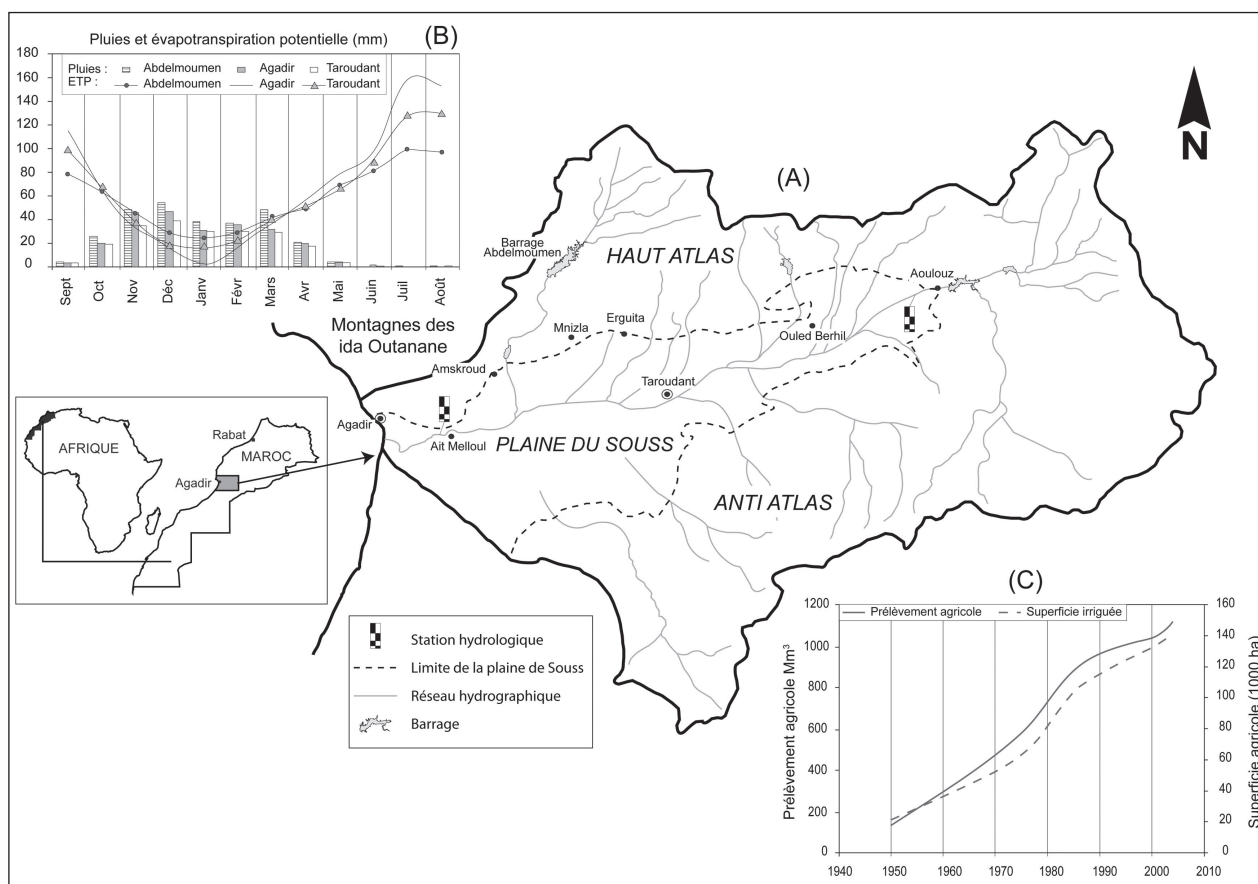 Pluies et évapotranspiration potentielle (mm)
(B)
180
160
140
120
100
80
60
40
20
0
Pluies : Abdelmoumen Agadir Taroudant
ETP : Abdelmoumen Agadir Taroudant
Sept Oct Nov Déc Janv Févr Mars Avr Mai Juin Juil Août
(A)
N
Barrage
Abdelmoumen
HAUT ATLAS
Aoulouz
Montagnes des
ida Outanane
Mnizla
Erguita
Ouled Berhil
Amskroud
Taroudant
Agadir
Ait Melloul
PLAINE DU SOUSS
ANTI ATLAS
AFRIQUE
Rabat
MAROC
Agadir
Station hydrologique
Limite de la plaine de Souss
Réseau hydrographique
Barrage
(C)
Prélèvement agricole Superficie irriguée
Prélèvement agricole Mm³
1200
1000
800
600
400
200
0
160
140
120
100
80
60
40
20
0
Superficie agricole (1000 ha)
1940 1950 1960 1970 1980 1990 2000 2010